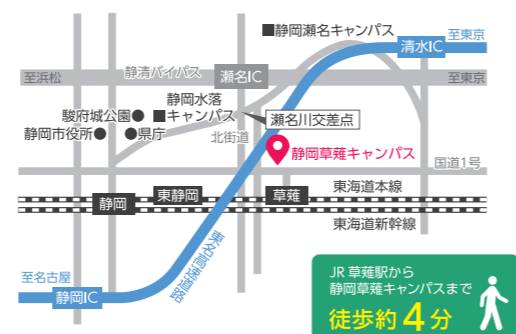 ■静岡瀬名キャンパス
至東京
清水IC
静清バイパス
瀬名IC
至浜松
至東京
静岡水落
■キャンパス
駿府城公園●
静岡市役所●
●県庁
瀬名川交差点
北街道
静岡草薙キャンパス
国道1号
東海道本線
東静岡
草薙
静岡
東海道新幹線
東名高速道路
至名古屋
静岡IC
JR 草薙駅から
静岡草薙キャンパスまで
徒歩約4分